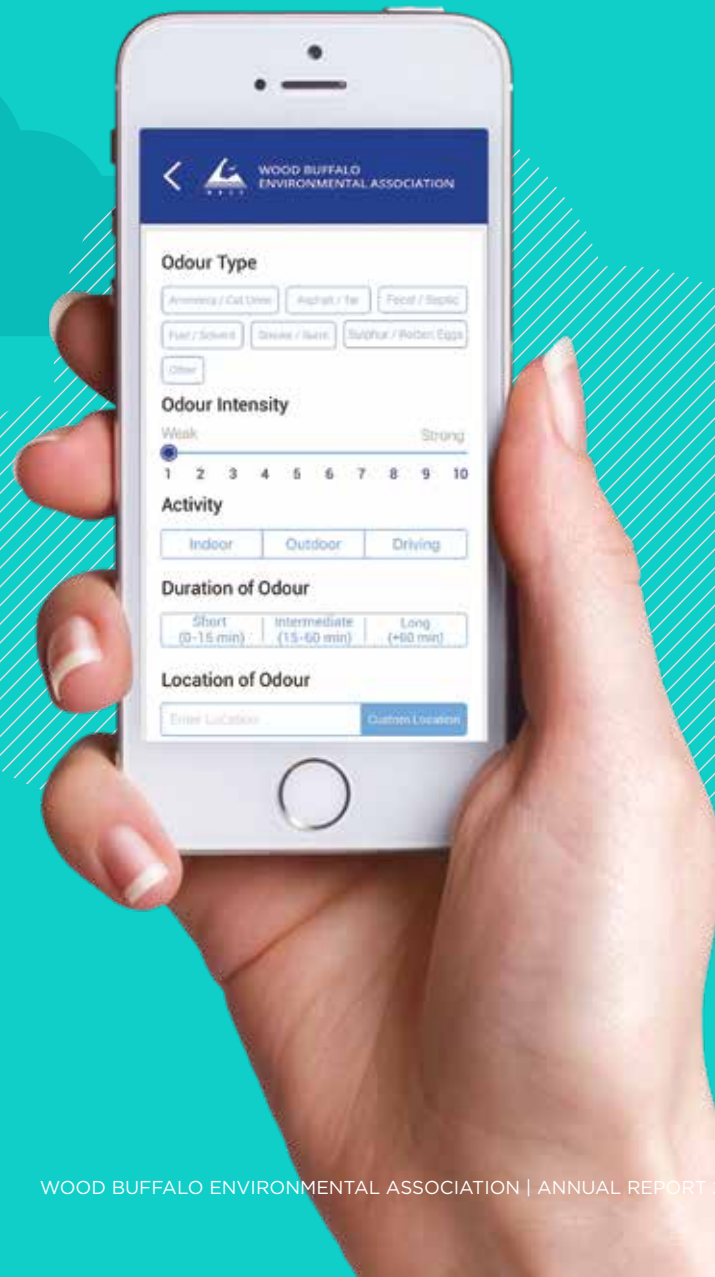 WOOD BUFFALO
ENVIRONMENTAL ASSOCIATION
Odour Type
Ammonia / Cat Urine Asphalt / Tar Fecal / Septic
Fuel / Solvent Smoke / Burnt Sulphur / Rotten Eggs
Other
Odour Intensity
Weak Strong
1 2 3 4 5 6 7 8 9 10
Activity
Indoor Outdoor Driving
Duration of Odour
Short Intermediate Long
(0-15 min) (15-60 min) (+60 min)
Location of Odour
Enter Location Custom Location
WOOD BUFFALO ENVIRONMENTAL ASSOCIATION | ANNUAL REPORT